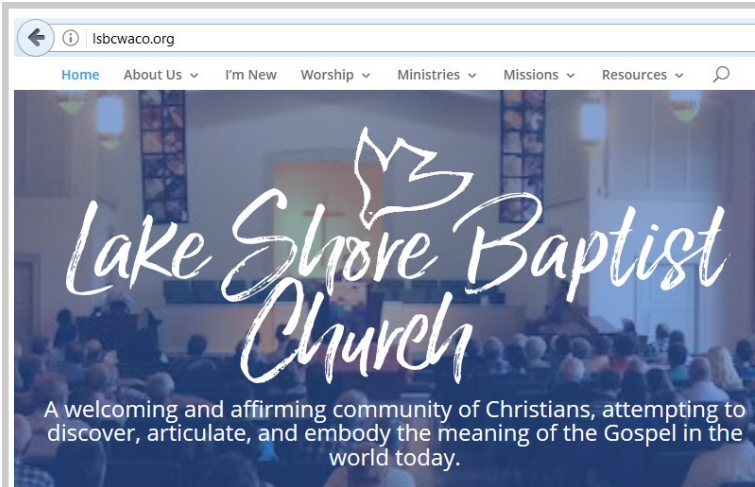 lsbcwaco.org
Home About Us I'm New Worship Ministries Missions Resources
Lake Shore Baptist
Church
A welcoming and affirming community of Christians, attempting to
discover, articulate, and embody the meaning of the Gospel in the
world today.